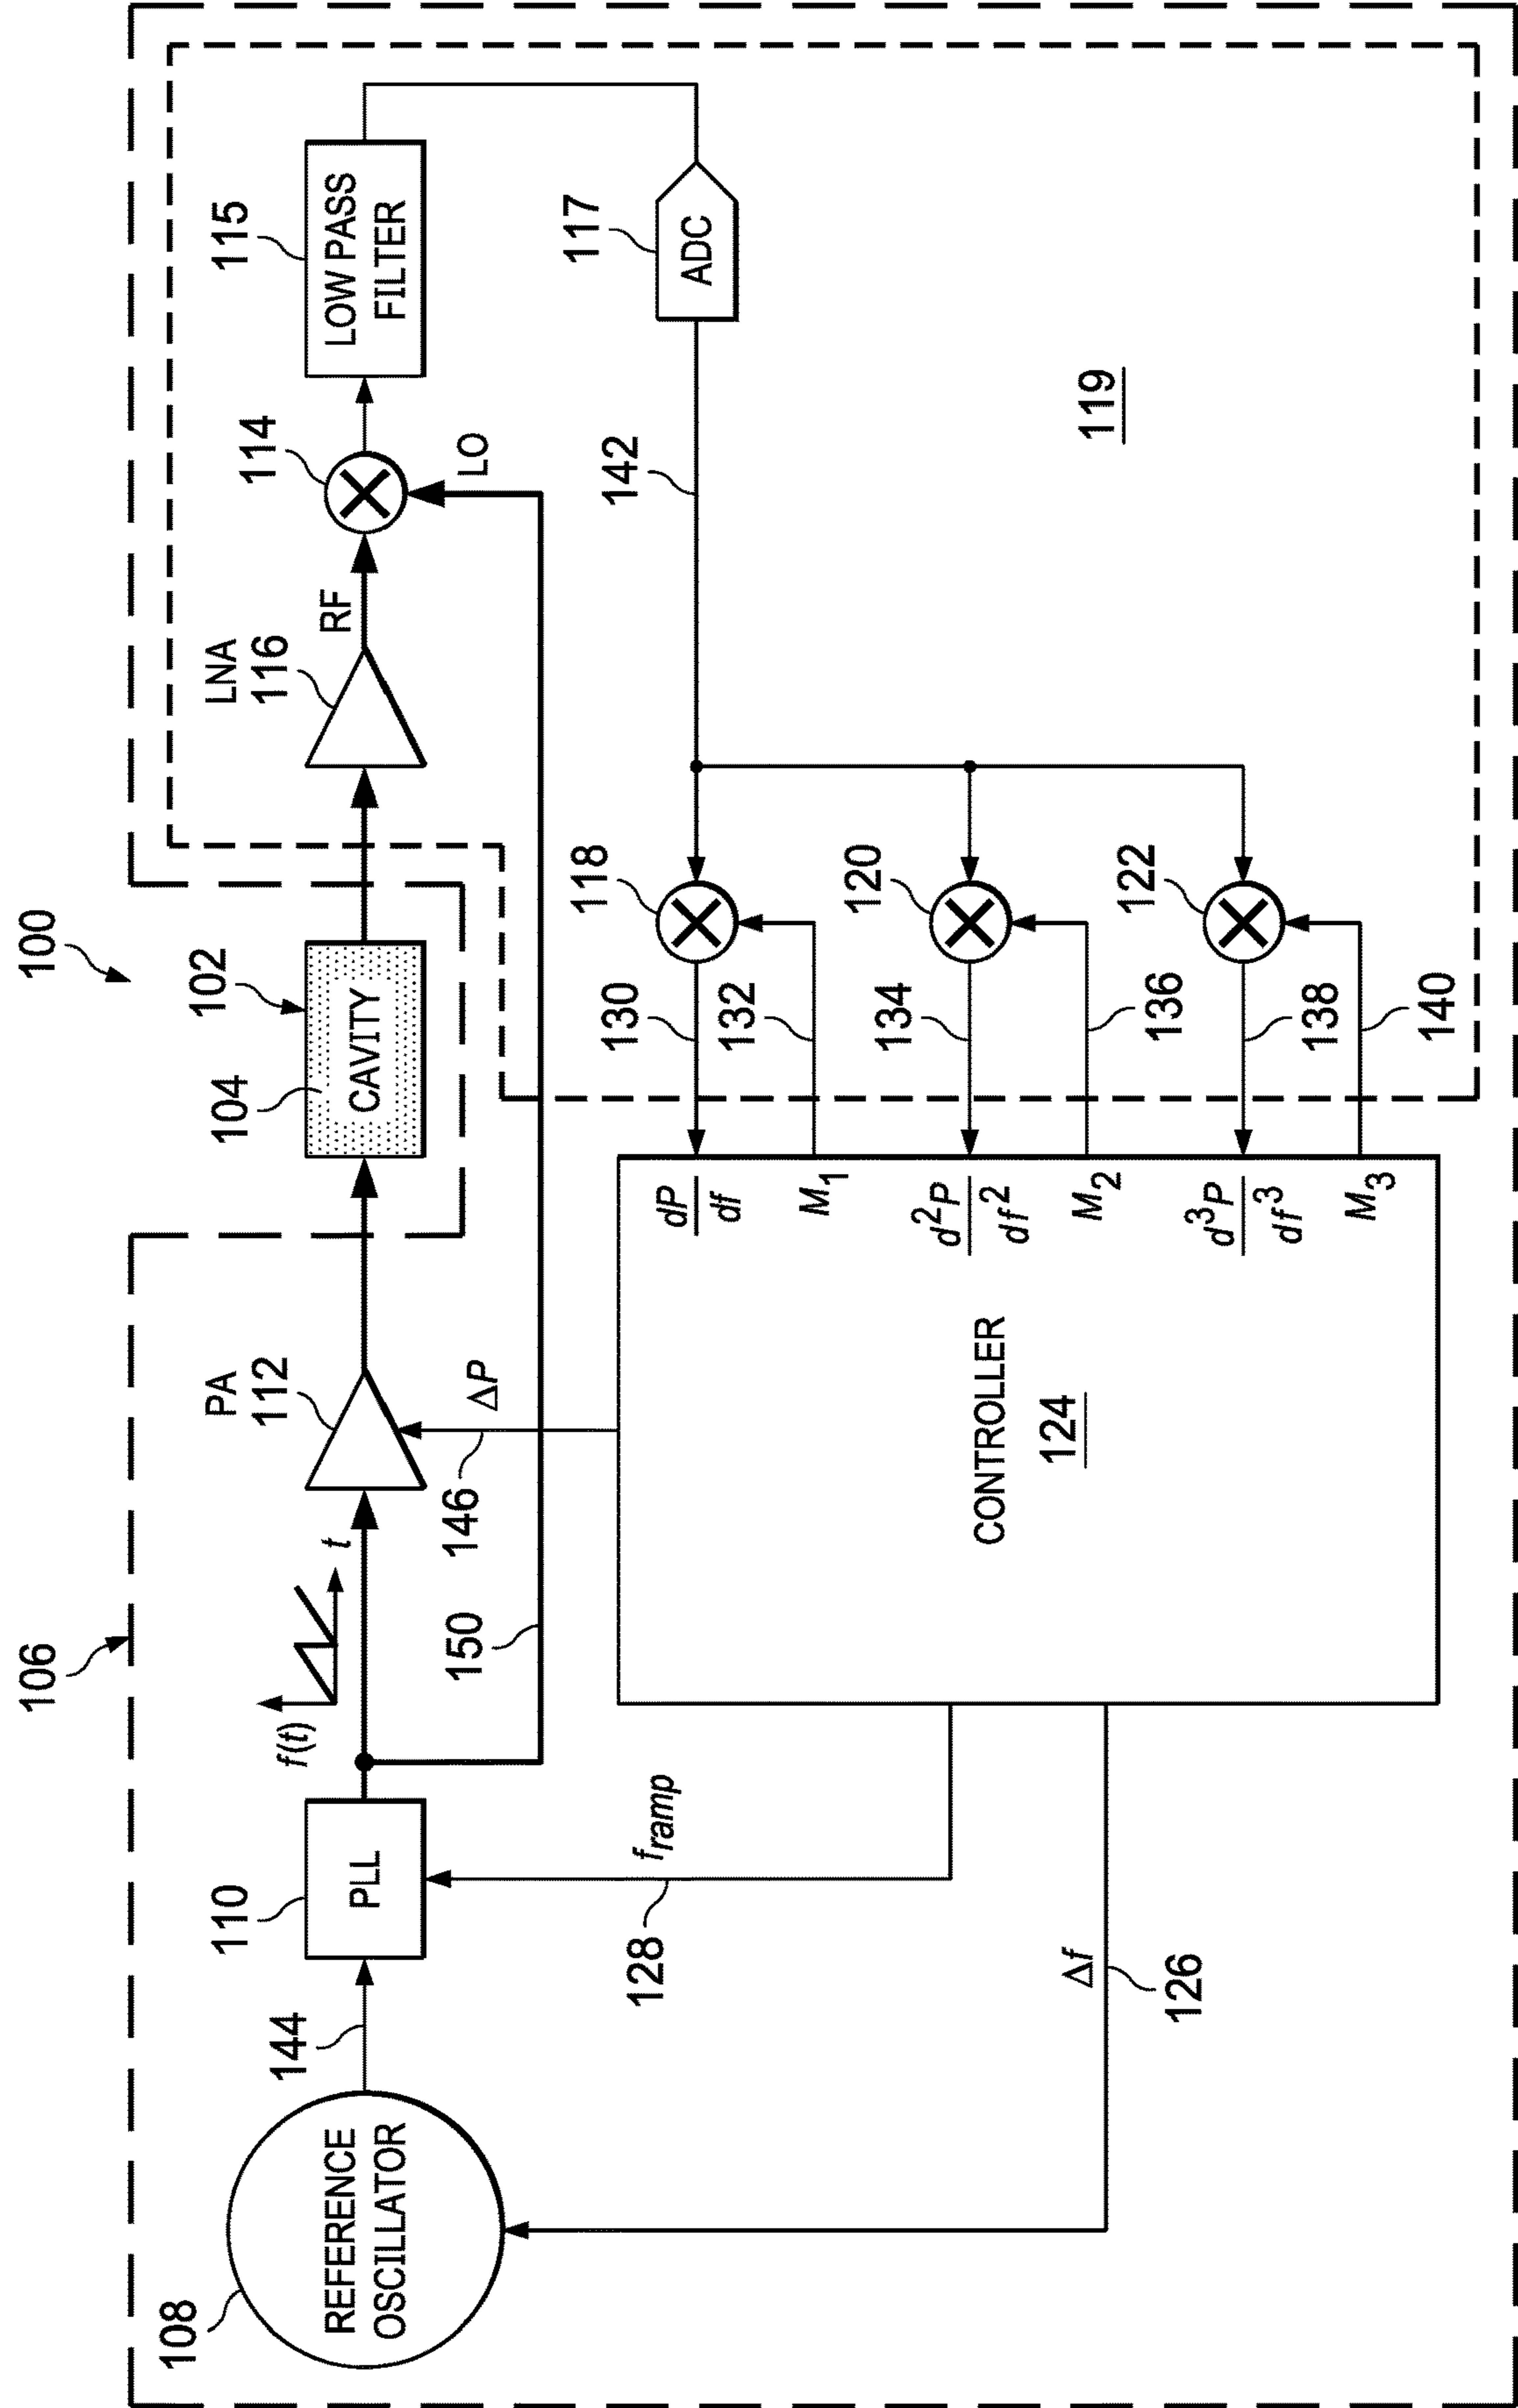 100
106
108
REFERENCE
OSCILLATOR
144
110
PLL
f(t)
t
PA
112
104
102
CAVITY
LNA
116
RF
114
LO
115
LOW PASS
FILTER
117
ADC
142
119
150
146
ΔP
128
f ramp
Δf
126
CONTROLLER
124
dP
df
M1
d²P
df²
M2
d³P
df³
M3
130
132
134
136
138
140
118
120
122